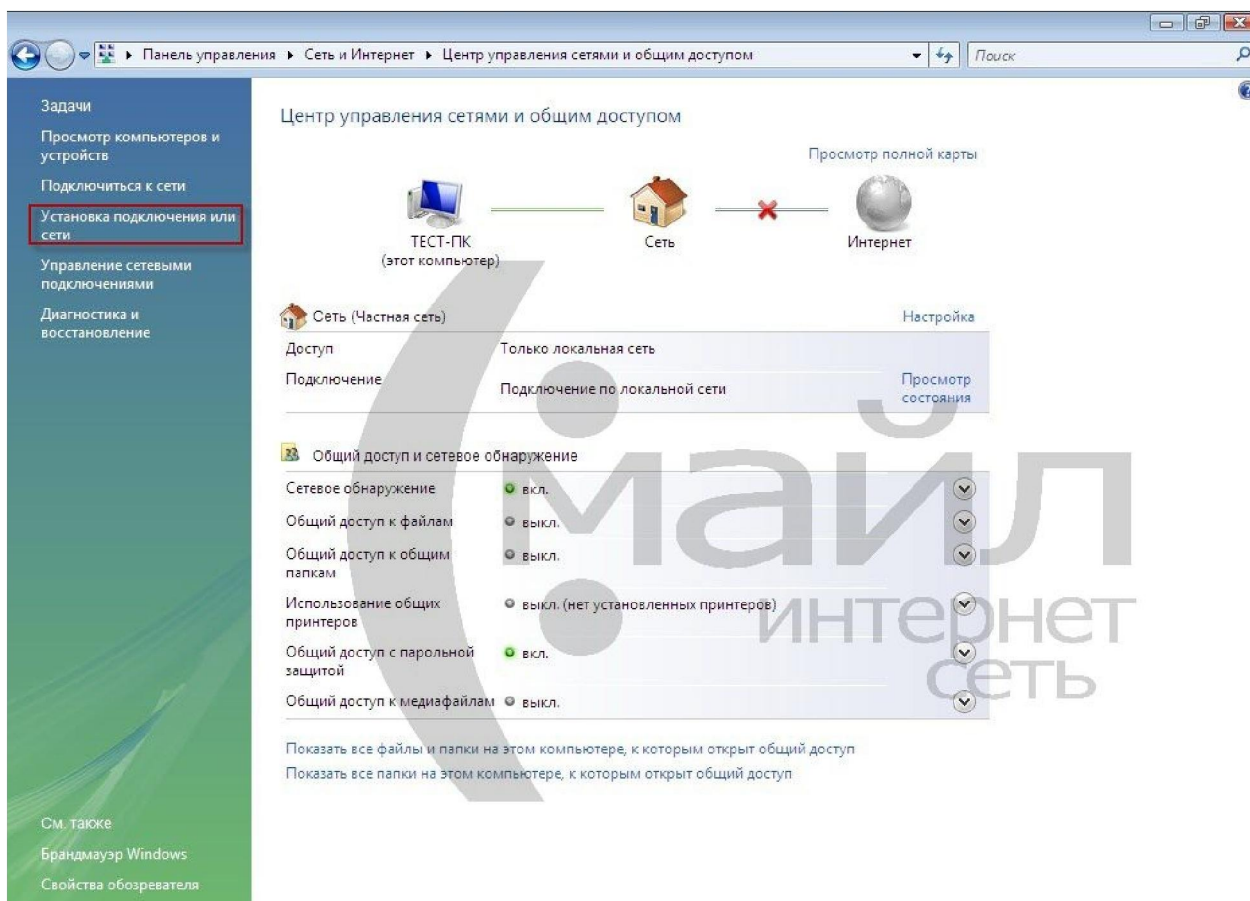 Панель управления ▸ Сеть и Интернет ▸ Центр управления сетями и общим доступом
Поиск
Задачи
Просмотр компьютеров и
устройств
Подключиться к сети
Установка подключения или
сети
Управление сетевыми
подключениями
Диагностика и
восстановление
См. также
Брандмауэр Windows
Свойства обозревателя
Центр управления сетями и общим доступом
Просмотр полной карты
ТЕСТ-ПК
(этот компьютер)
Сеть
Интернет
Сеть (Частная сеть)
Настройка
Доступ
Только локальная сеть
Подключение
Подключение по локальной сети
Просмотр
состояния
Общий доступ и сетевое обнаружение
Сетевое обнаружение
вкл.
Общий доступ к файлам
выкл.
Общий доступ к общим
папкам
выкл.
Использование общих
принтеров
выкл. (нет установленных принтеров)
Общий доступ с парольной
защитой
вкл.
Общий доступ к медиафайлам
выкл.
Показать все файлы и папки на этом компьютере, к которым открыт общий доступ
Показать все папки на этом компьютере, к которым открыт общий доступ
(:майл
интернет
сеть